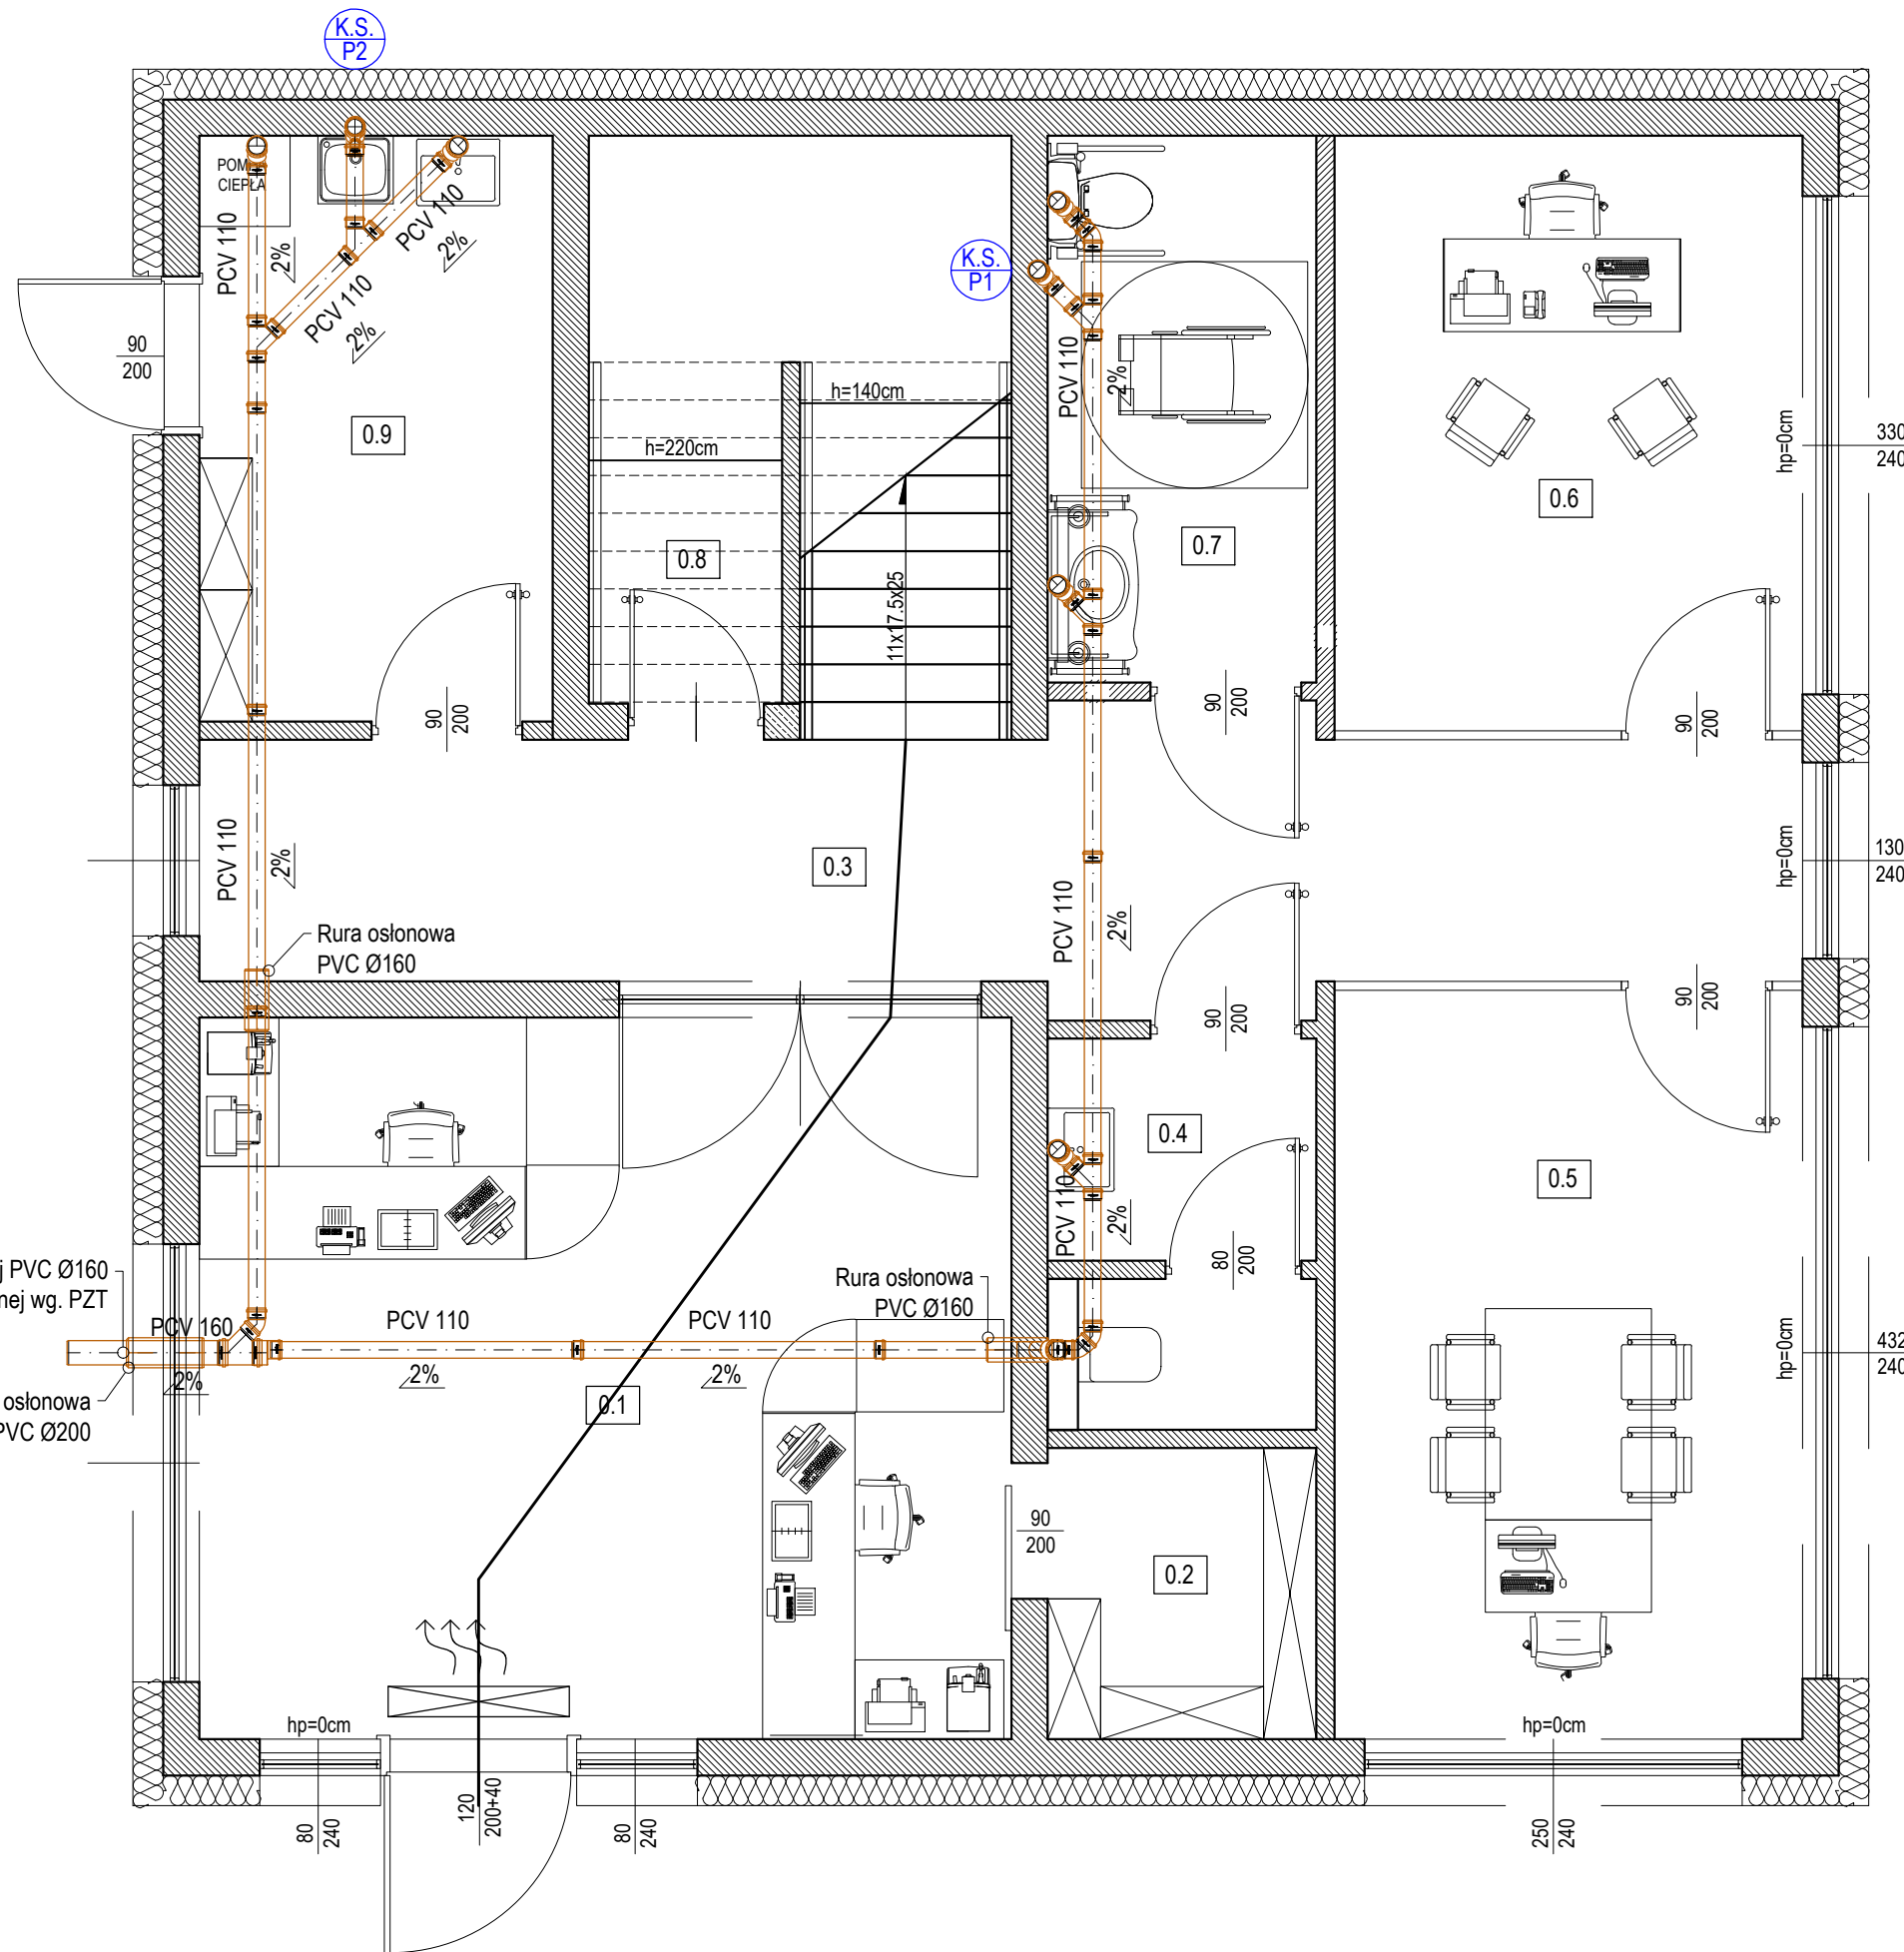 K.S.
P2
POM
CIEPŁA
PCV 110
2%
PCV 110
2%
PCV 110
2%
K.S.
P1
90
200
0.9
h=140cm
h=220cm
0.8
11x17.5x25
PCV 110
2%
0.7
0.6
hp=0cm
330
240
90
200
90
200
90
200
PCV 110
2%
0.3
PCV 110
2%
hp=0cm
130
240
Rura osłonowa
PVC Ø160
90
200
90
200
0.4
0.5
PCV 110
2%
80
200
j PVC Ø160
nej wg. PZT
PCV 160
2%
PCV 110
2%
PCV 110
2%
Rura osłonowa
PVC Ø160
hp=0cm
432
240
osłonowa
PVC Ø200
0.1
90
200
0.2
hp=0cm
hp=0cm
80
240
120
200+40
80
240
250
240